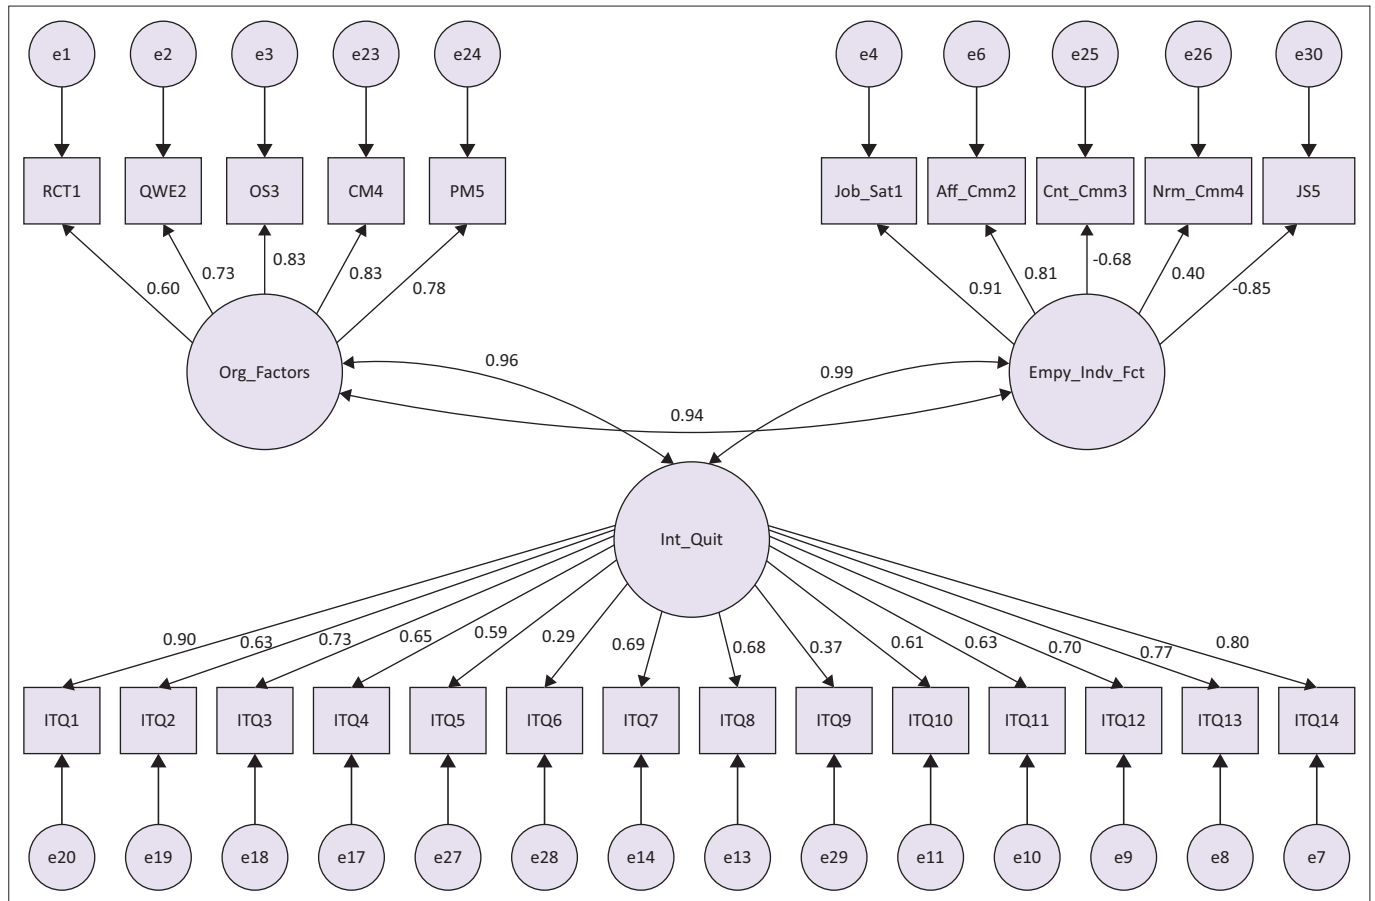 e1 e2 e3 e23 e24 e4 e6 e25 e26 e30
RCT1 QWE2 OS3 CM4 PM5 Job_Sat1 Aff_Cmm2 Cnt_Cmm3 Nrm_Cmm4 JS5
0.60 0.73 0.83 0.83 0.78 0.91 0.81 -0.68 0.40 -0.85
Org_Factors Empy_Indv_Fct
0.96 0.99
0.94
Int_Quit
0.90 0.63 0.73 0.65 0.59 0.29 0.69 0.68 0.37 0.61 0.63 0.70 0.77 0.80
ITQ1 ITQ2 ITQ3 ITQ4 ITQ5 ITQ6 ITQ7 ITQ8 ITQ9 ITQ10 ITQ11 ITQ12 ITQ13 ITQ14
e20 e19 e18 e17 e27 e28 e14 e13 e29 e11 e10 e9 e8 e7